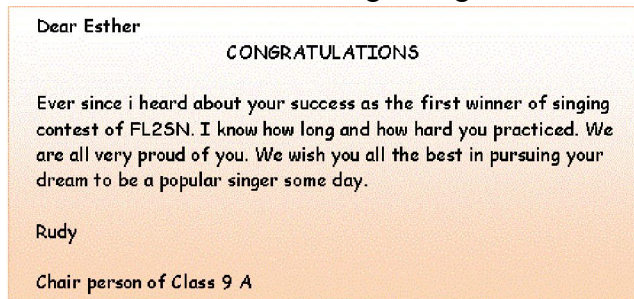 Dear Esther
CONGRATULATIONS
Ever since i heard about your success as the first winner of singing
contest of FL2SN. I know how long and how hard you practiced. We
are all very proud of you. We wish you all the best in pursuing your
dream to be a popular singer some day.
Rudy
Chair person of Class 9 A